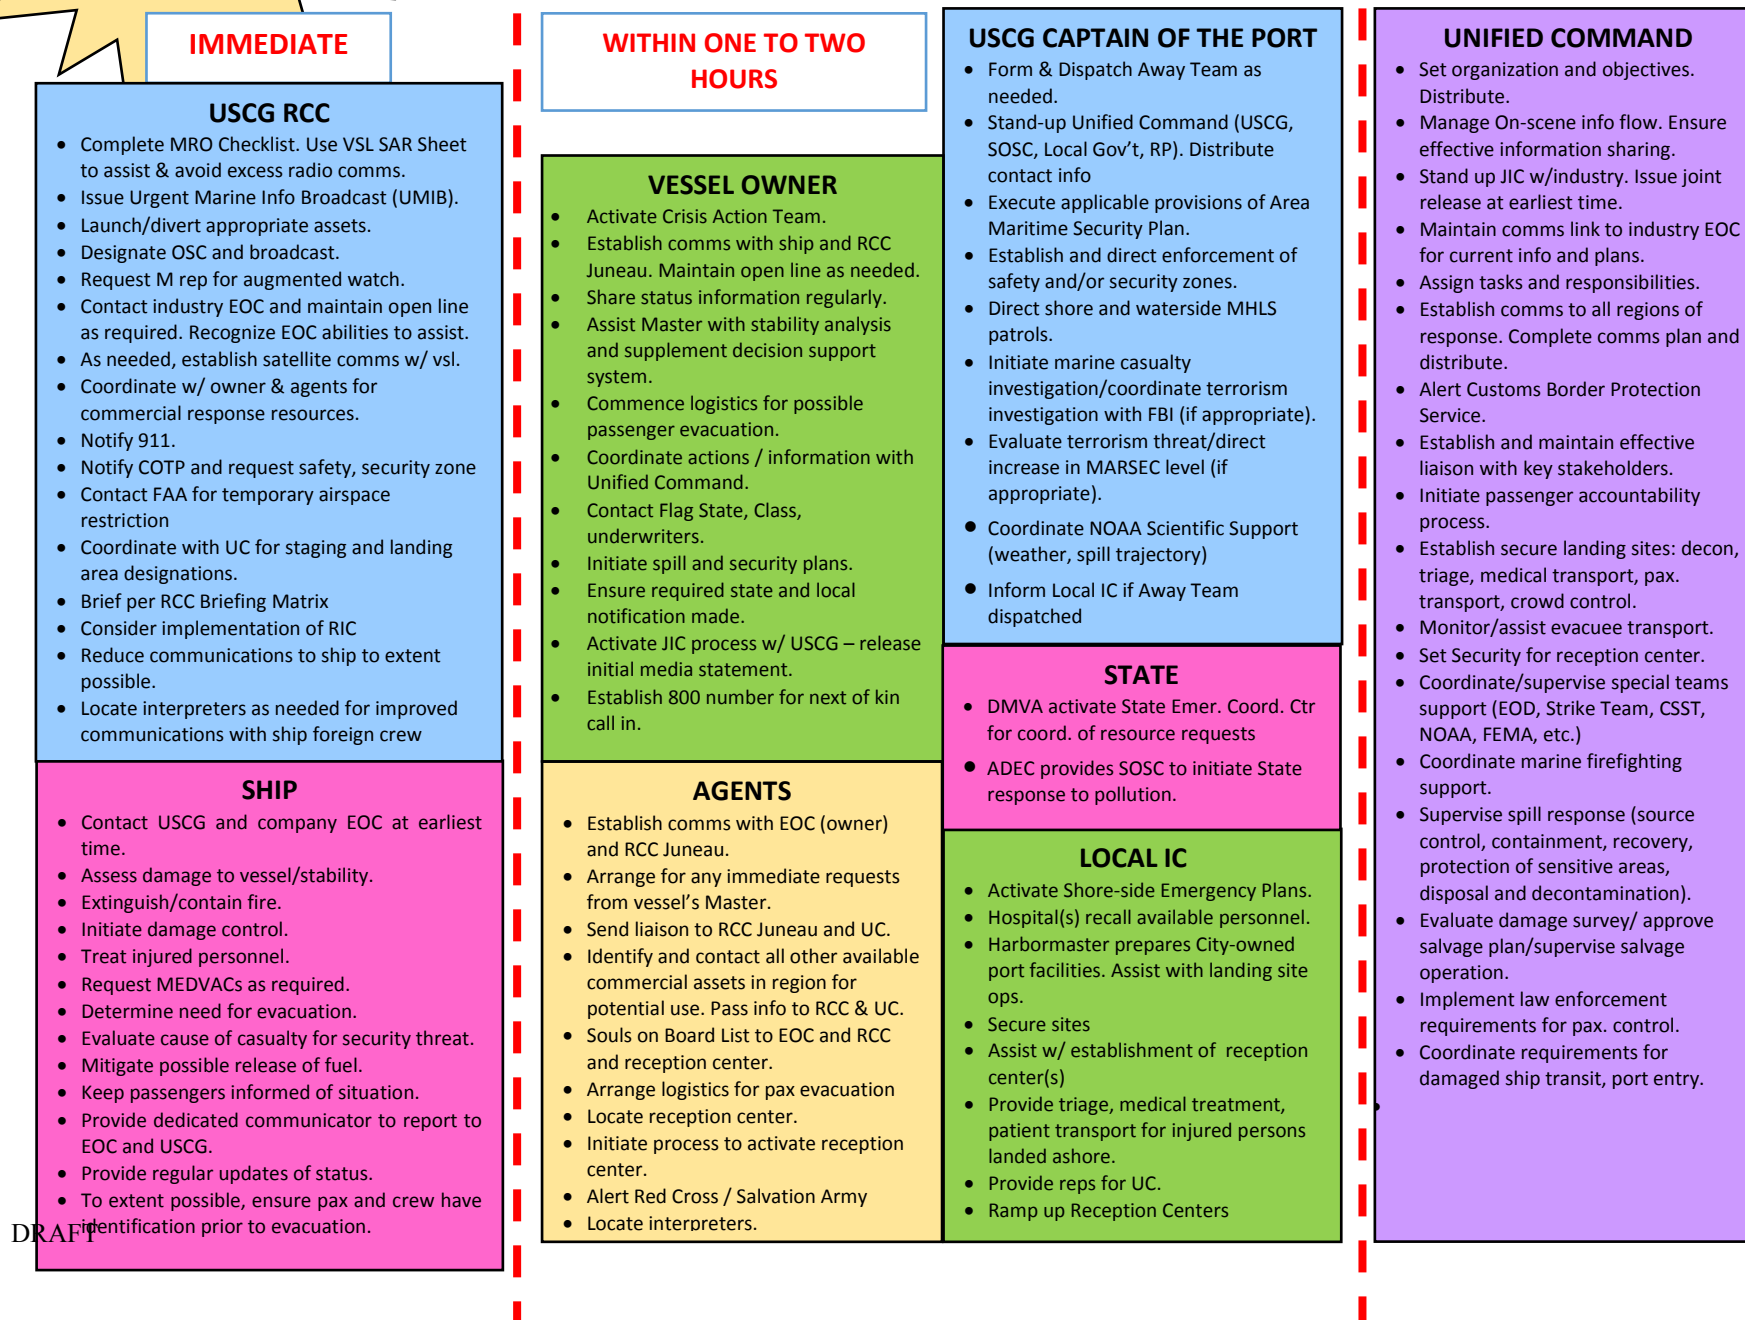 IMMEDIATE
USCG RCC
• Complete MRO Checklist. Use VSL SAR Sheet
to assist & avoid excess radio comms.
• Issue Urgent Marine Info Broadcast (UMIB).
• Launch/divert appropriate assets.
• Designate OSC and broadcast.
• Request M rep for augmented watch.
• Contact industry EOC and maintain open line
as required. Recognize EOC abilities to assist.
• As needed, establish satellite comms w/ vsl.
• Coordinate w/ owner & agents for
commercial response resources.
• Notify 911.
• Notify COTP and request safety, security zone
• Contact FAA for temporary airspace
restriction
• Coordinate with UC for staging and landing
area designations.
• Brief per RCC Briefing Matrix
• Consider implementation of RIC
• Reduce communications to ship to extent
possible.
• Locate interpreters as needed for improved
communications with ship foreign crew
SHIP
• Contact USCG and company EOC at earliest
time.
• Assess damage to vessel/stability.
• Extinguish/contain fire.
• Initiate damage control.
• Treat injured personnel.
• Request MEDVACs as required.
• Determine need for evacuation.
• Evaluate cause of casualty for security threat.
• Mitigate possible release of fuel.
• Keep passengers informed of situation.
• Provide dedicated communicator to report to
EOC and USCG.
• Provide regular updates of status.
• To extent possible, ensure pax and crew have
identification prior to evacuation.
DRAFT
WITHIN ONE TO TWO
HOURS
VESSEL OWNER
• Activate Crisis Action Team.
• Establish comms with ship and RCC
Juneau. Maintain open line as needed.
• Share status information regularly.
• Assist Master with stability analysis
and supplement decision support
system.
• Commence logistics for possible
passenger evacuation.
• Coordinate actions / information with
Unified Command.
• Contact Flag State, Class,
underwriters.
• Initiate spill and security plans.
• Ensure required state and local
notification made.
• Activate JIC process w/ USCG – release
initial media statement.
• Establish 800 number for next of kin
call in.
AGENTS
• Establish comms with EOC (owner)
and RCC Juneau.
• Arrange for any immediate requests
from vessel’s Master.
• Send liaison to RCC Juneau and UC.
• Identify and contact all other available
commercial assets in region for
potential use. Pass info to RCC & UC.
• Souls on Board List to EOC and RCC
and reception center.
• Arrange logistics for pax evacuation
• Locate reception center.
• Initiate process to activate reception
center.
• Alert Red Cross / Salvation Army
• Locate interpreters.
USCG CAPTAIN OF THE PORT
• Form & Dispatch Away Team as
needed.
• Stand-up Unified Command (USCG,
SOSC, Local Gov’t, RP). Distribute
contact info
• Execute applicable provisions of Area
Maritime Security Plan.
• Establish and direct enforcement of
safety and/or security zones.
• Direct shore and waterside MHLS
patrols.
• Initiate marine casualty
investigation/coordinate terrorism
investigation with FBI (if appropriate).
• Evaluate terrorism threat/direct
increase in MARSEC level (if
appropriate).
• Coordinate NOAA Scientific Support
(weather, spill trajectory)
• Inform Local IC if Away Team
dispatched
STATE
• DMVA activate State Emer. Coord. Ctr
for coord. of resource requests
• ADEC provides SOSC to initiate State
response to pollution.
LOCAL IC
• Activate Shore-side Emergency Plans.
• Hospital(s) recall available personnel.
• Harbormaster prepares City-owned
port facilities. Assist with landing site
ops.
• Secure sites
• Assist w/ establishment of reception
center(s)
• Provide triage, medical treatment,
patient transport for injured persons
landed ashore.
• Provide reps for UC.
• Ramp up Reception Centers
UNIFIED COMMAND
• Set organization and objectives.
Distribute.
• Manage On-scene info flow. Ensure
effective information sharing.
• Stand up JIC w/industry. Issue joint
release at earliest time.
• Maintain comms link to industry EOC
for current info and plans.
• Assign tasks and responsibilities.
• Establish comms to all regions of
response. Complete comms plan and
distribute.
• Alert Customs Border Protection
Service.
• Establish and maintain effective
liaison with key stakeholders.
• Initiate passenger accountability
process.
• Establish secure landing sites: decon,
triage, medical transport, pax.
transport, crowd control.
• Monitor/assist evacuee transport.
• Set Security for reception center.
• Coordinate/supervise special teams
support (EOD, Strike Team, CSST,
NOAA, FEMA, etc.)
• Coordinate marine firefighting
support.
• Supervise spill response (source
control, containment, recovery,
protection of sensitive areas,
disposal and decontamination).
• Evaluate damage survey/ approve
salvage plan/supervise salvage
operation.
• Implement law enforcement
requirements for pax. control.
• Coordinate requirements for
damaged ship transit, port entry.
•